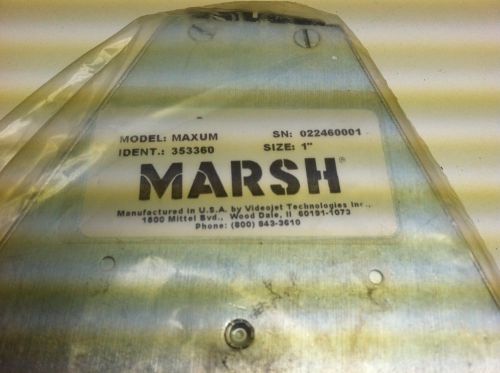 MODEL: MAXUM SN: 022460001
IDENT.: 353360 SIZE: 1"
MARSH®
Manufactured in U.S.A. by Videojet Technologies Inc.,
1500 Mittel Bvd., Wood Dale, Il 60191-1073
Phone: (800) 843-3610